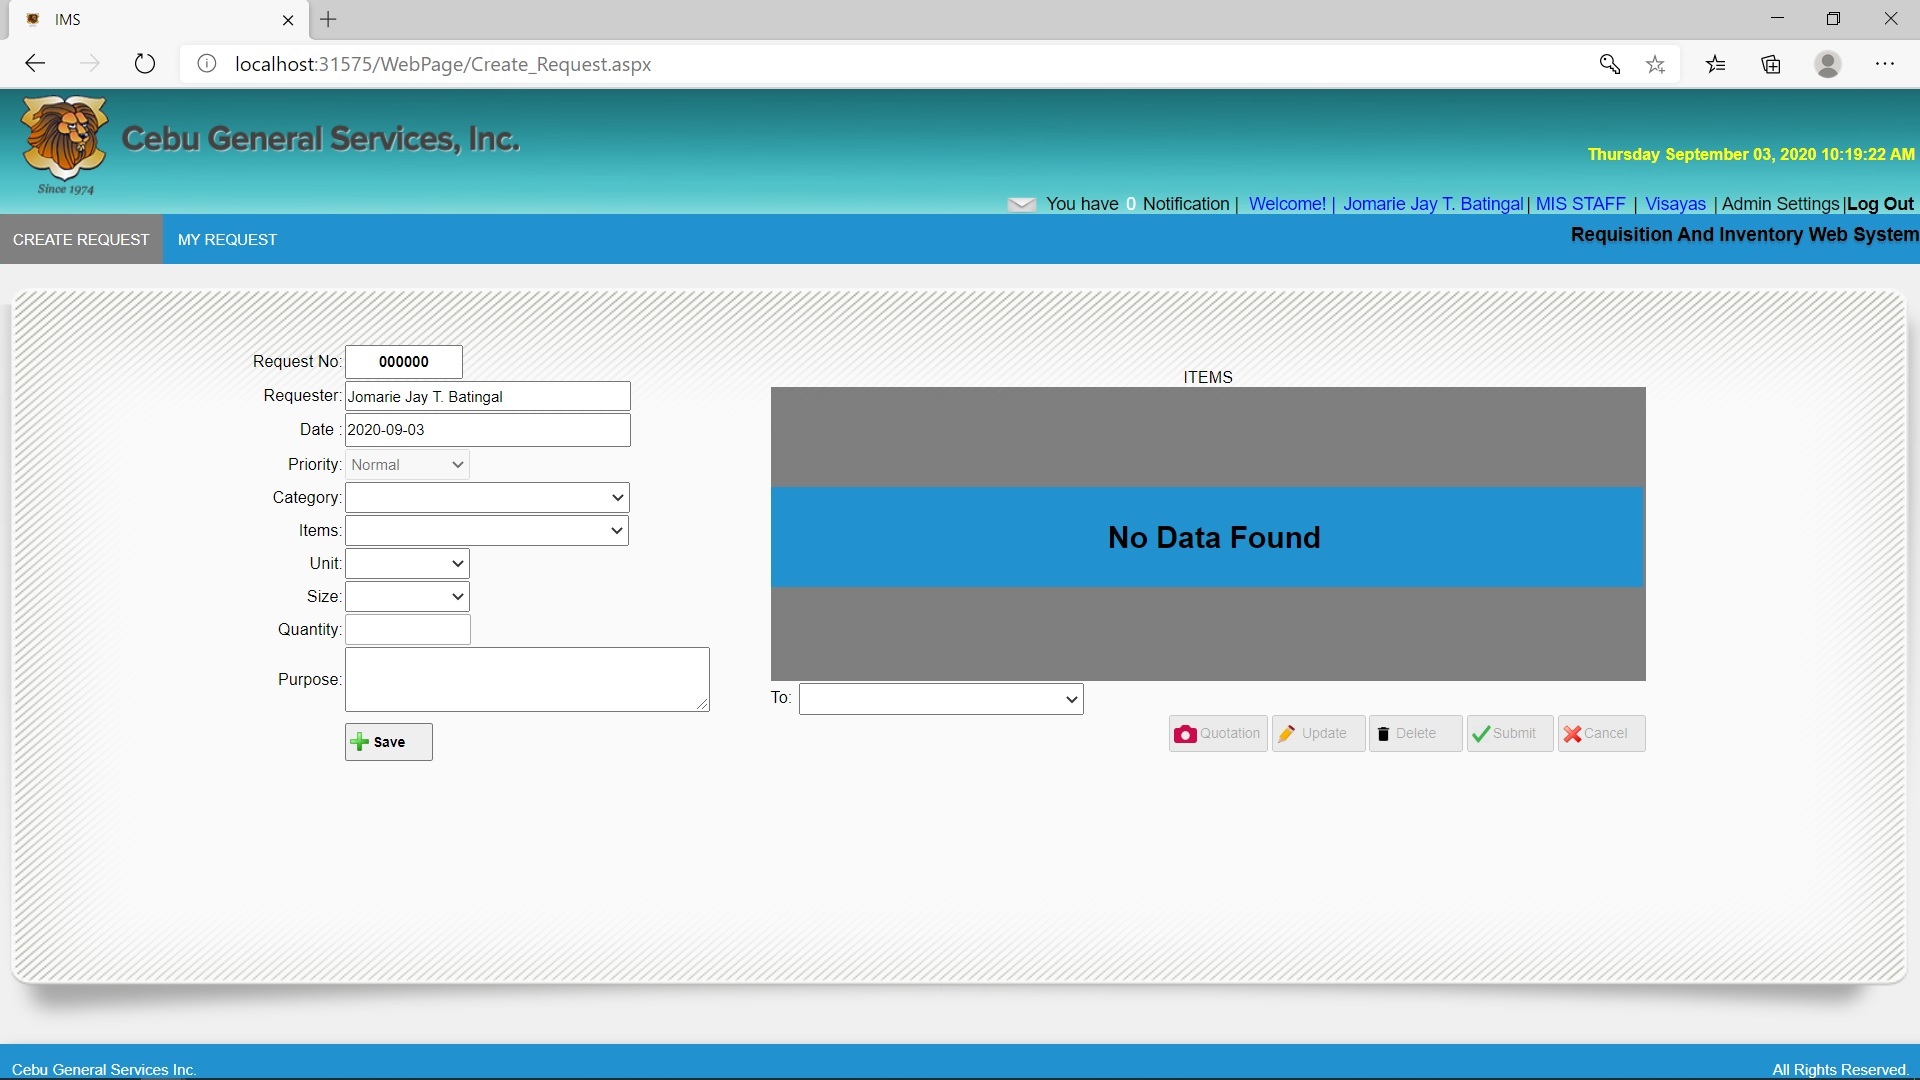 IMS
localhost:31575/WebPage/Create_Request.aspx
Cebu General Services, Inc.
Since 1974
Thursday September 03, 2020 10:19:22 AM
You have 0 Notification | Welcome! | Jomarie Jay T. Batingal | MIS STAFF | Visayas | Admin Settings |Log Out
CREATE REQUEST MY REQUEST
Requisition And Inventory Web System
Request No: 000000
Requester: Jomarie Jay T. Batingal
Date : 2020-09-03
Priority: Normal
Category:
Items:
Unit:
Size:
Quantity:
Purpose:
Save
ITEMS
No Data Found
To:
Quotation Update Delete Submit Cancel
Cebu General Services Inc.
All Rights Reserved.